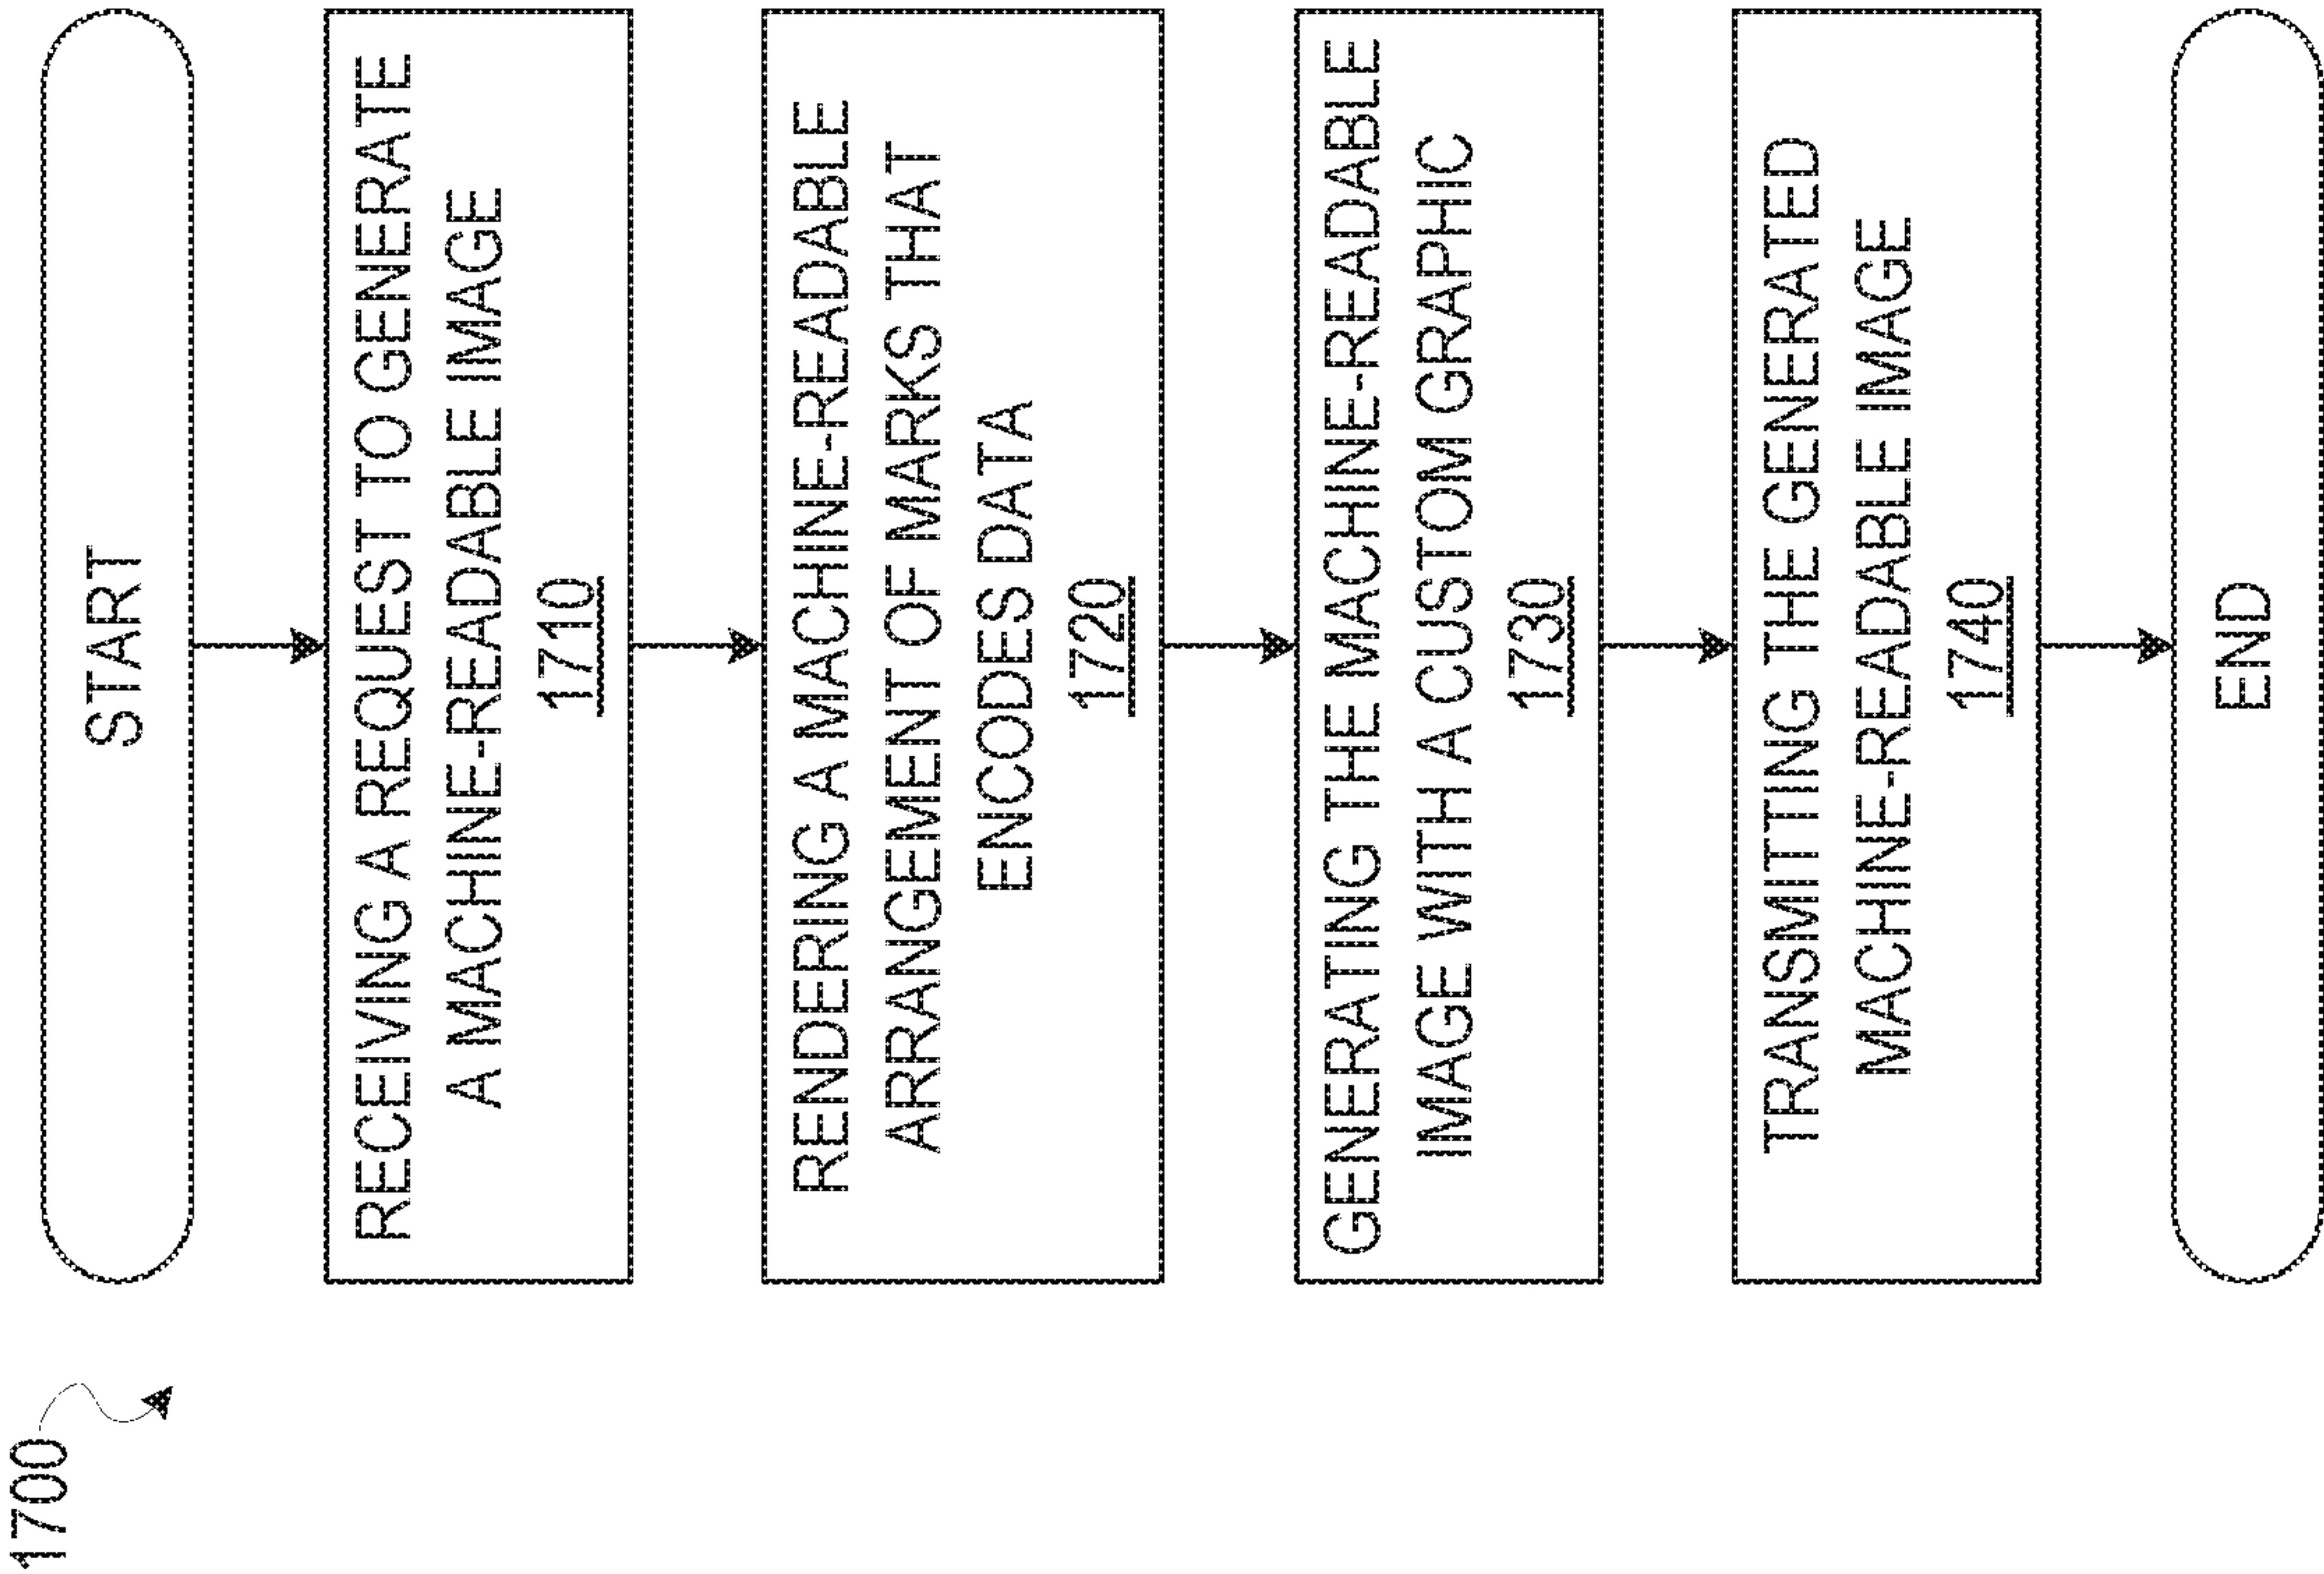 1700
START
RECEIVING A REQUEST TO GENERATE
A MACHINE-READABLE IMAGE
1710
RENDERING A MACHINE-READABLE
ARRANGEMENT OF MARKS THAT
ENCODES DATA
1720
GENERATING THE MACHINE-READABLE
IMAGE WITH A CUSTOM GRAPHIC
1730
TRANSMITTING THE GENERATED
MACHINE-READABLE IMAGE
1740
END